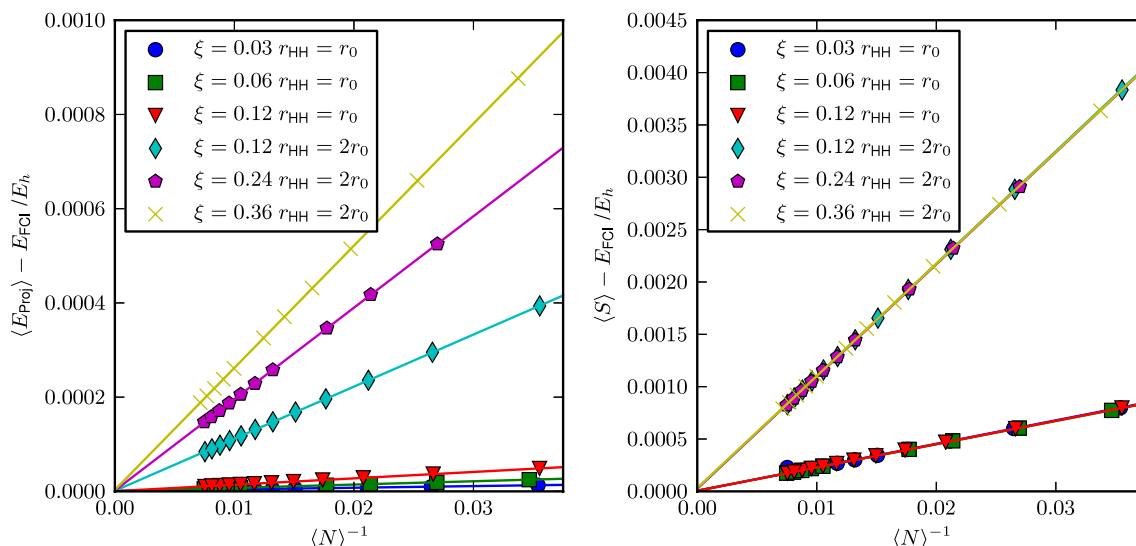 0.0010
0.0008
0.0006
0.0004
0.0002
0.0000
⟨E_Proj⟩ − E_FCI /E_h
ξ = 0.03 r_HH = r_0
ξ = 0.06 r_HH = r_0
ξ = 0.12 r_HH = r_0
ξ = 0.12 r_HH = 2r_0
ξ = 0.24 r_HH = 2r_0
ξ = 0.36 r_HH = 2r_0
0.00 0.01 0.02 0.03
⟨N⟩^−1
0.0045
0.0040
0.0035
0.0030
0.0025
0.0020
0.0015
0.0010
0.0005
0.0000
⟨S⟩ − E_FCI /E_h
ξ = 0.03 r_HH = r_0
ξ = 0.06 r_HH = r_0
ξ = 0.12 r_HH = r_0
ξ = 0.12 r_HH = 2r_0
ξ = 0.24 r_HH = 2r_0
ξ = 0.36 r_HH = 2r_0
0.00 0.01 0.02 0.03
⟨N⟩^−1